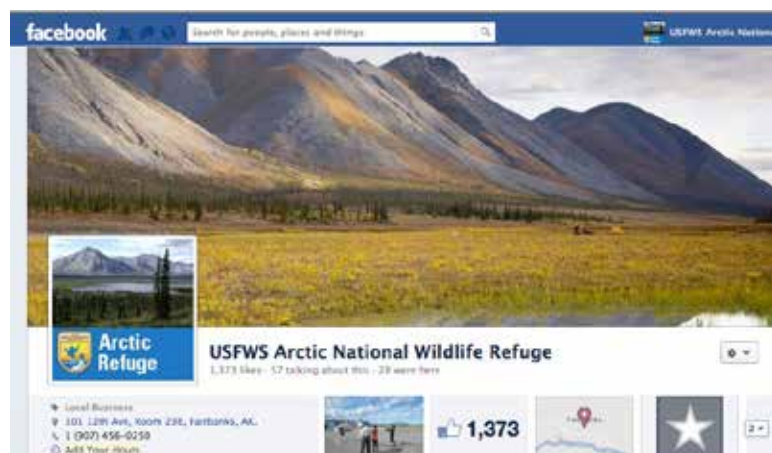 facebook
Search for people, places and things
USFWS Arctic Nationa
Arctic
Refuge
USFWS Arctic National Wildlife Refuge
1,373 likes · 57 talking about this · 29 were here
Local Business
101 12th Ave, Room 236, Fairbanks, AK.
1 (907) 456-0250
Add Your Hours
1,373
2